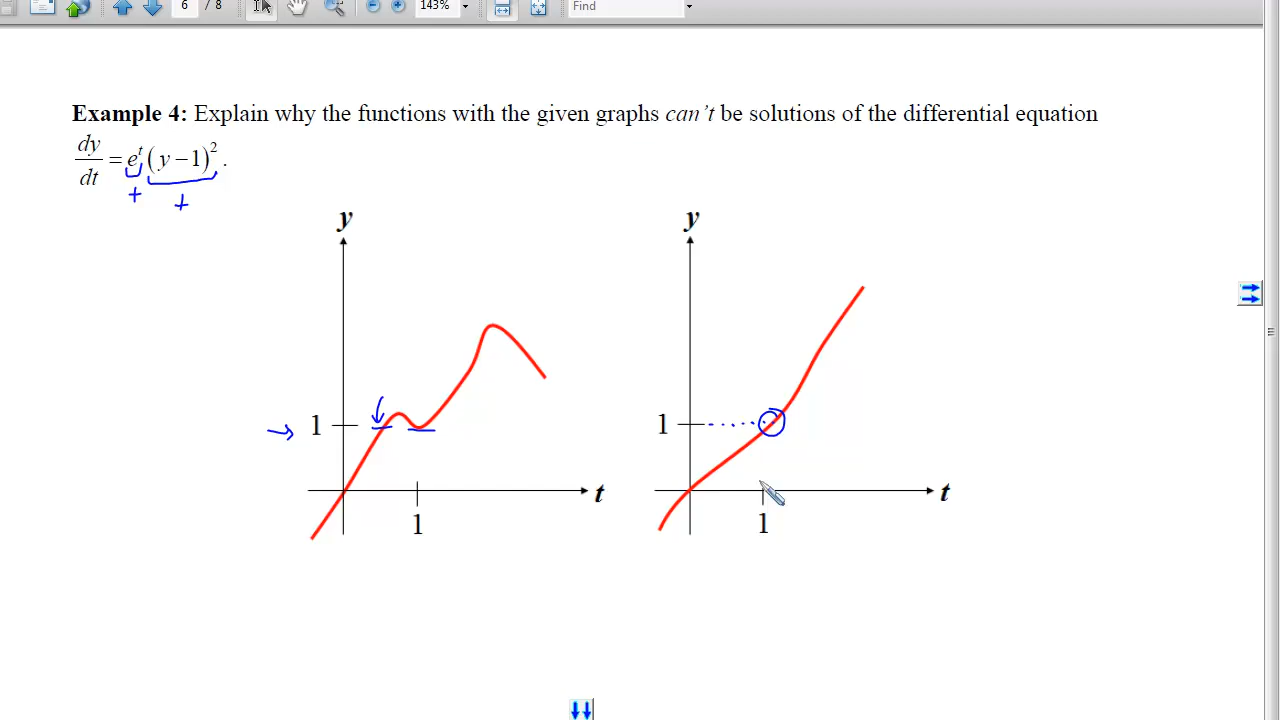 6 / 8 143% Find
Example 4: Explain why the functions with the given graphs can't be solutions of the differential equation
dy/dt = e^t (y − 1)^2 .
+ +
y y
1 1
t t
1 1